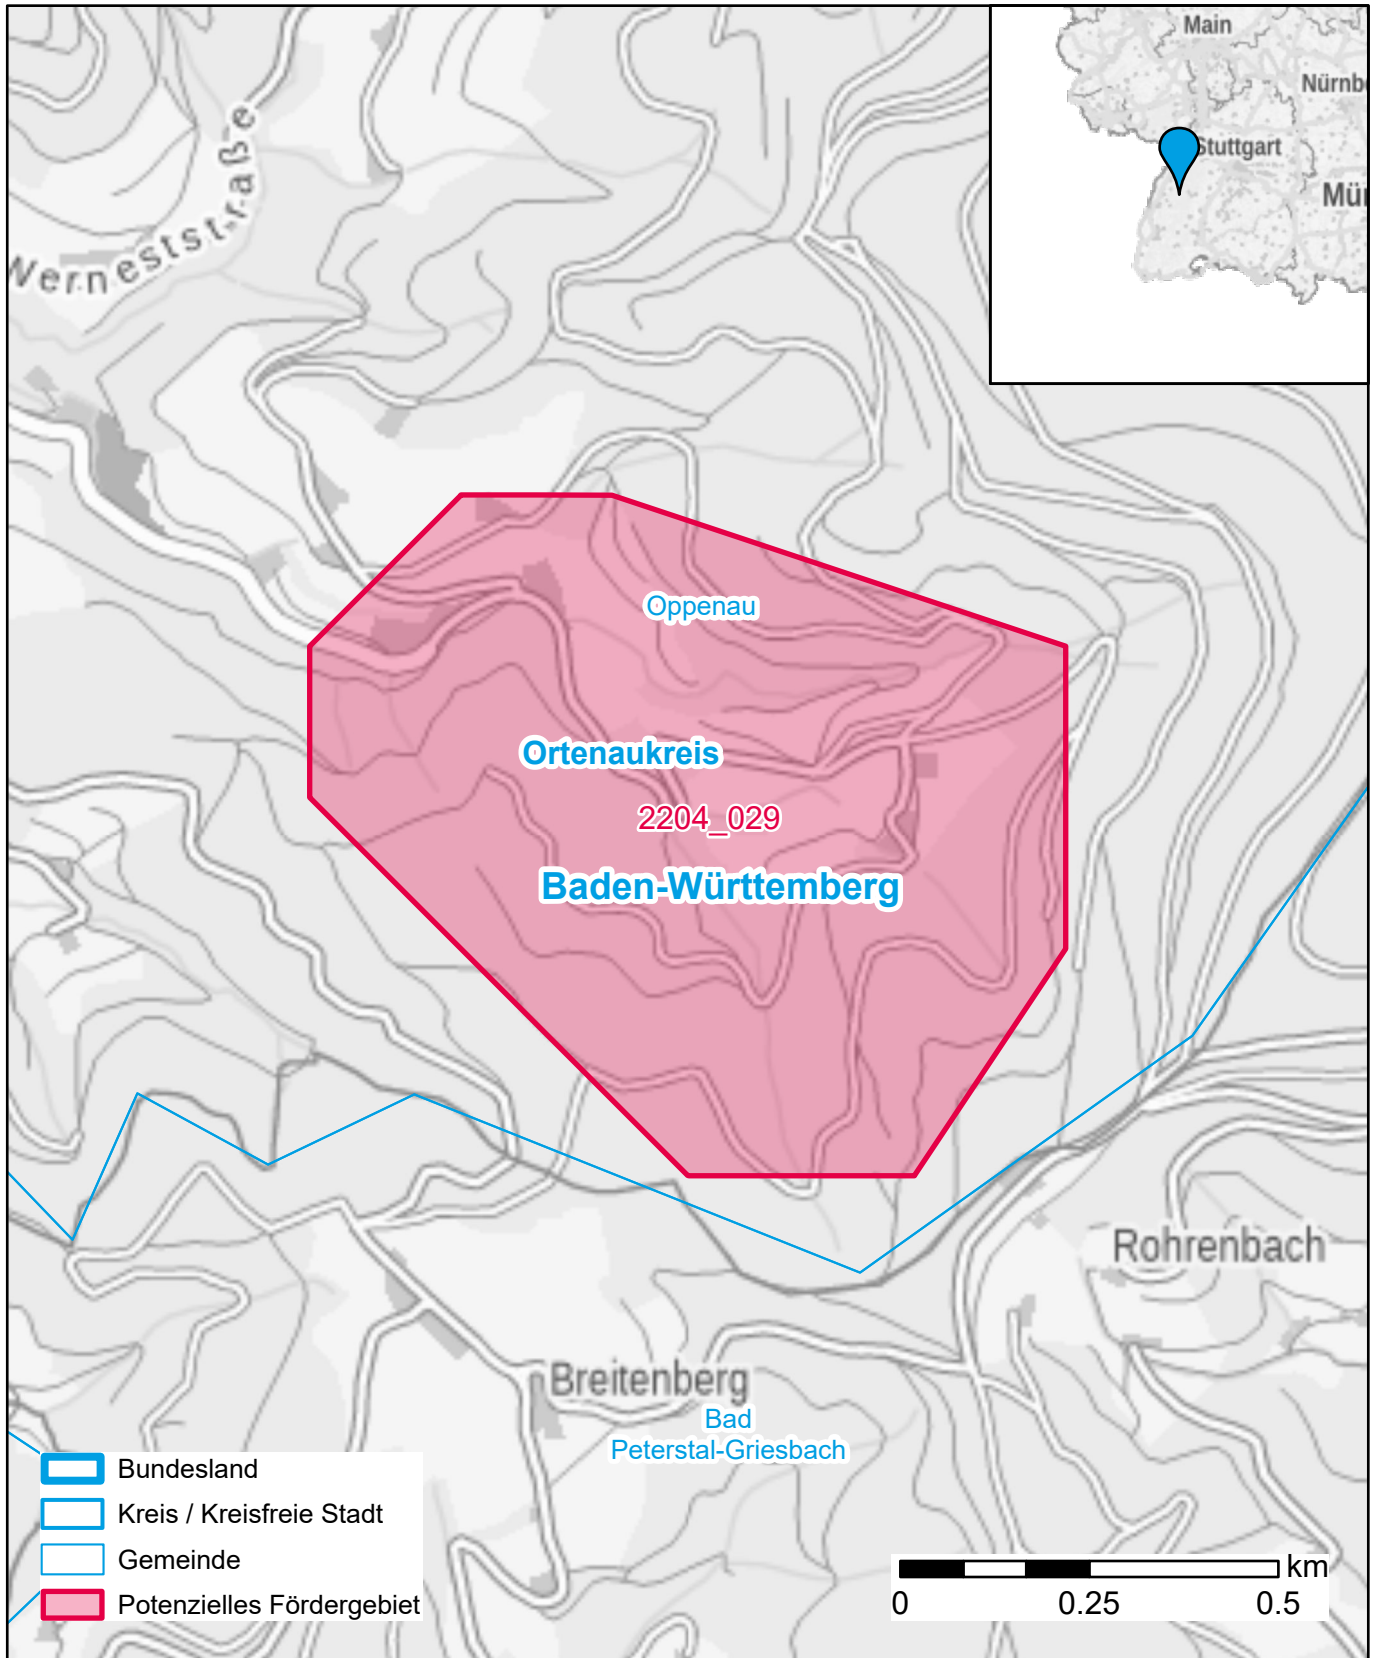 Main
Nürnb
Stuttgart
Mün
Werneststraße
Oppenau
Ortenaukreis
2204_029
Baden-Württemberg
Rohrenbach
Breitenberg
Bad
Peterstal-Griesbach
Bundesland
Kreis / Kreisfreie Stadt
Gemeinde
Potenzielles Fördergebiet
km
0 0.25 0.5